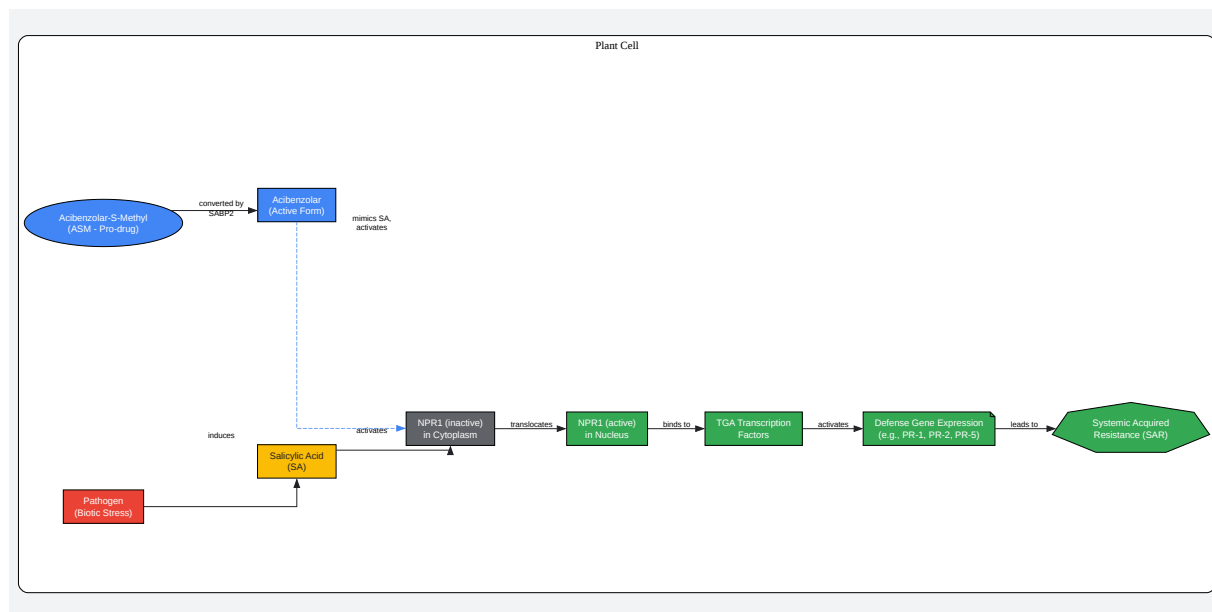 Plant Cell
Acibenzolar-S-Methyl
(ASM - Pro-drug)
converted by
SABP2
Acibenzolar
(Active Form)
mimics SA,
activates
induces
Pathogen
(Biotic Stress)
Salicylic Acid
(SA)
activates
NPR1 (inactive)
in Cytoplasm
translocates
NPR1 (active)
in Nucleus
binds to
TGA Transcription
Factors
activates
Defense Gene Expression
(e.g., PR-1, PR-2, PR-5)
leads to
Systemic Acquired
Resistance (SAR)